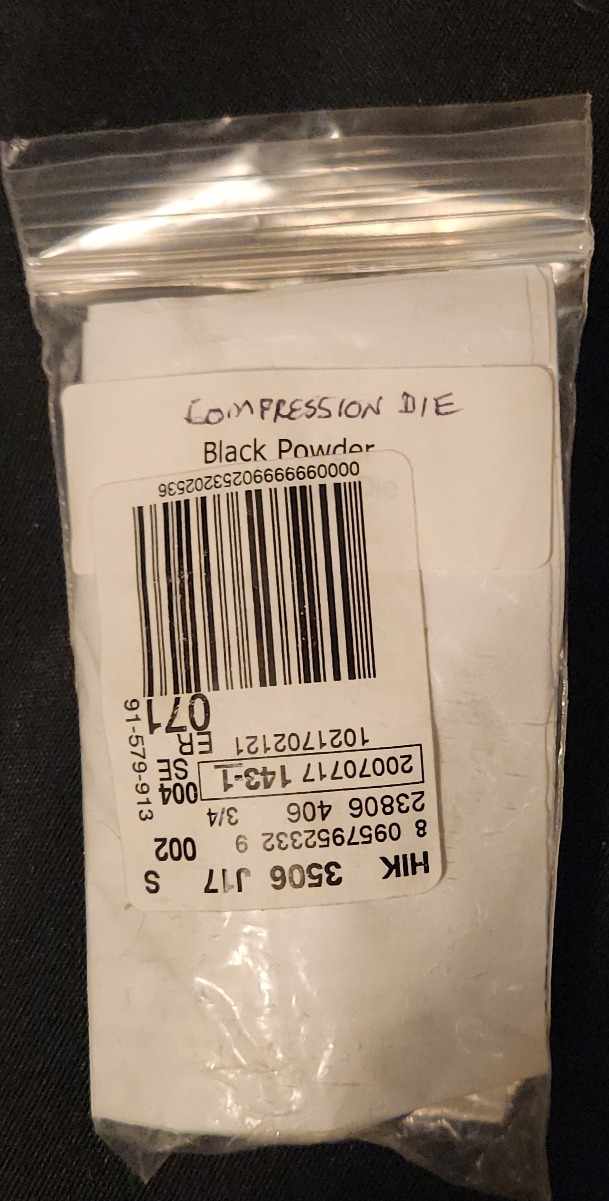 COMPRESSION DIE
Black Powder
HIK 3506 J17 S
8 0957952332 9 002
23806 406 3/4
20070717 143-1 004 SE
1021702121 ER
071
91-579-913
0000099999990253202536